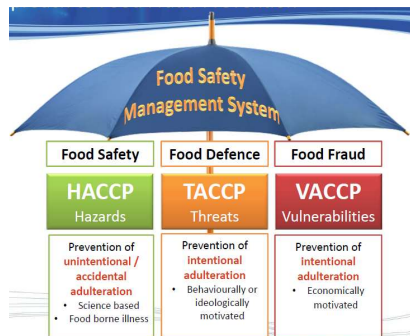 Food Safety
Management System
Food Safety
Food Defence
Food Fraud
HACCP
Hazards
TACCP
Threats
VACCP
Vulnerabilities
Prevention of
unintentional /
accidental
adulteration
• Science based
• Food borne illness
Prevention of
intentional
adulteration
• Behaviourally or
ideologically
motivated
Prevention of
intentional
adulteration
• Economically
motivated